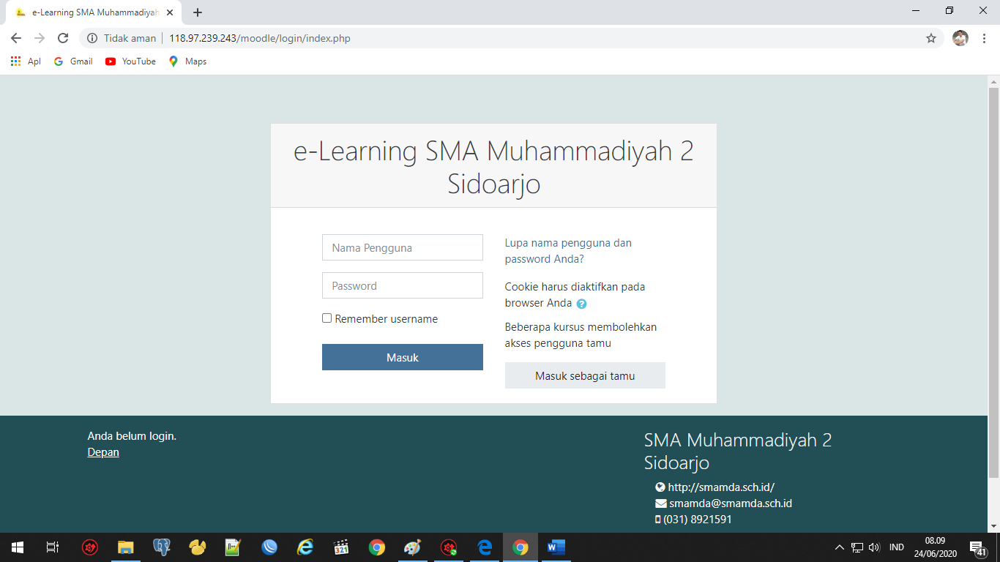 e-Learning SMA Muhammadiyah
Tidak aman 118.97.239.243/moodle/login/index.php
Apl Gmail YouTube Maps
e-Learning SMA Muhammadiyah 2
Sidoarjo
Nama Pengguna
Password
Remember username
Masuk
Lupa nama pengguna dan
password Anda?
Cookie harus diaktifkan pada
browser Anda ?
Beberapa kursus membolehkan
akses pengguna tamu
Masuk sebagai tamu
Anda belum login.
Depan
SMA Muhammadiyah 2
Sidoarjo
http://smamda.sch.id/
smamda@smamda.sch.id
(031) 8921591
321
IND
08.09
24/06/2020
41